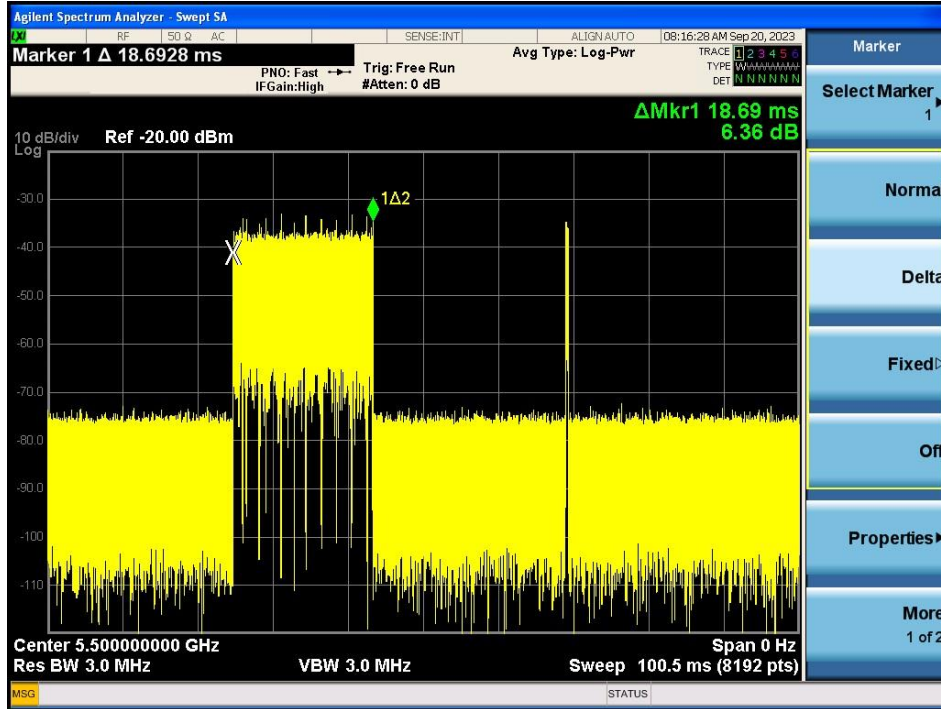 Agilent Spectrum Analyzer - Swept SA
LXI RF 50 Ω AC SENSE:INT ALIGN AUTO 08:16:28 AM Sep 20, 2023
Marker 1 Δ 18.6928 ms
PNO: Fast
IFGain:High
Trig: Free Run
#Atten: 0 dB
Avg Type: Log-Pwr
TRACE 1 2 3 4 5 6
TYPE
DET N N N N N N
ΔMkr1 18.69 ms
6.36 dB
10 dB/div Ref -20.00 dBm
Log
1Δ2
-30.0
-40.0
-50.0
-60.0
-70.0
-80.0
-90.0
-100
-110
Center 5.500000000 GHz Span 0 Hz
Res BW 3.0 MHz VBW 3.0 MHz Sweep 100.5 ms (8192 pts)
MSG STATUS
Marker
Select Marker
1
Norma
Delta
Fixed
Off
Properties
More
1 of 2